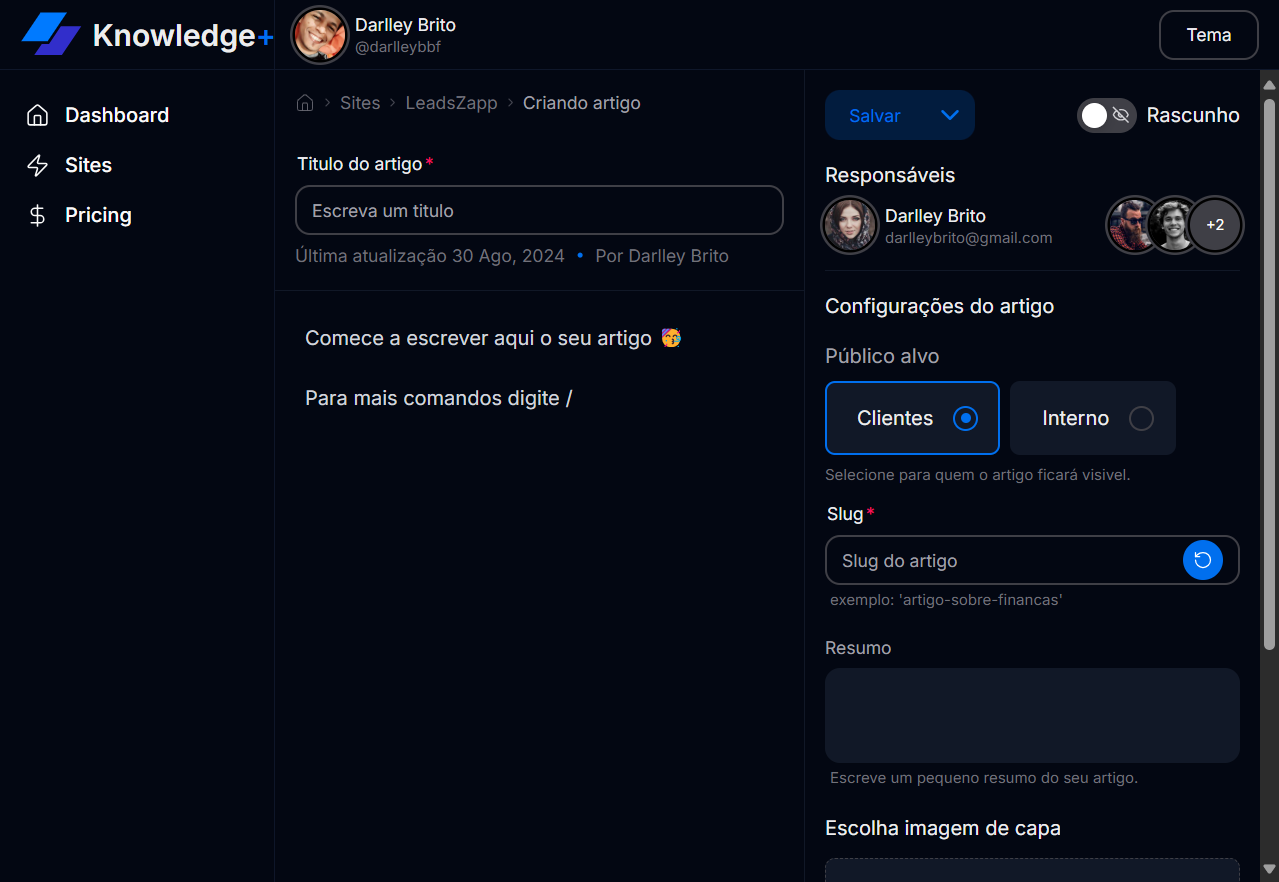 Knowledge+
Darlley Brito
@darlleybbf
Tema
Dashboard
Sites
Pricing
Sites > LeadsZapp > Criando artigo
Titulo do artigo*
Escreva um titulo
Última atualização 30 Ago, 2024 • Por Darlley Brito
Comece a escrever aqui o seu artigo 🥳
Para mais comandos digite /
Salvar
Rascunho
Responsáveis
Darlley Brito
darlleybrito@gmail.com
+2
Configurações do artigo
Público alvo
Clientes
Interno
Selecione para quem o artigo ficará visivel.
Slug*
Slug do artigo
exemplo: 'artigo-sobre-financas'
Resumo
Escreve um pequeno resumo do seu artigo.
Escolha imagem de capa